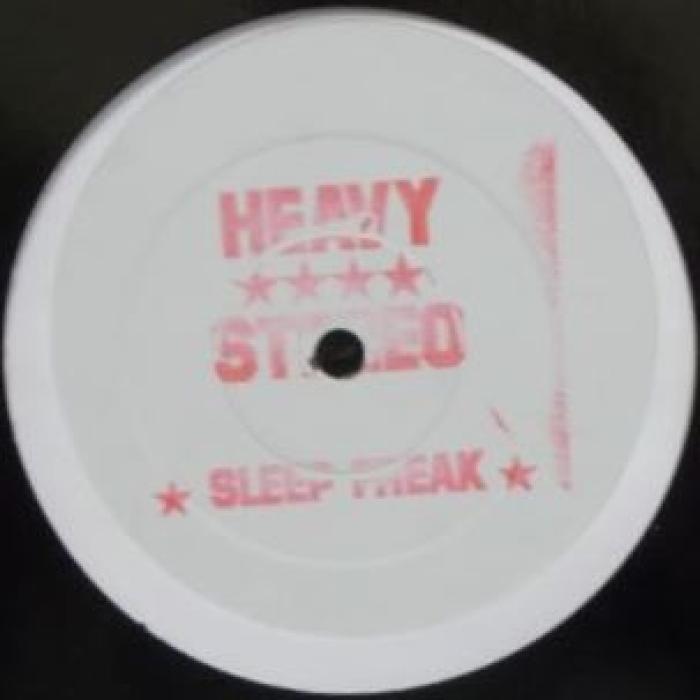 HEAVY
★★★★
STEREO
★ SLEEP FREAK ★